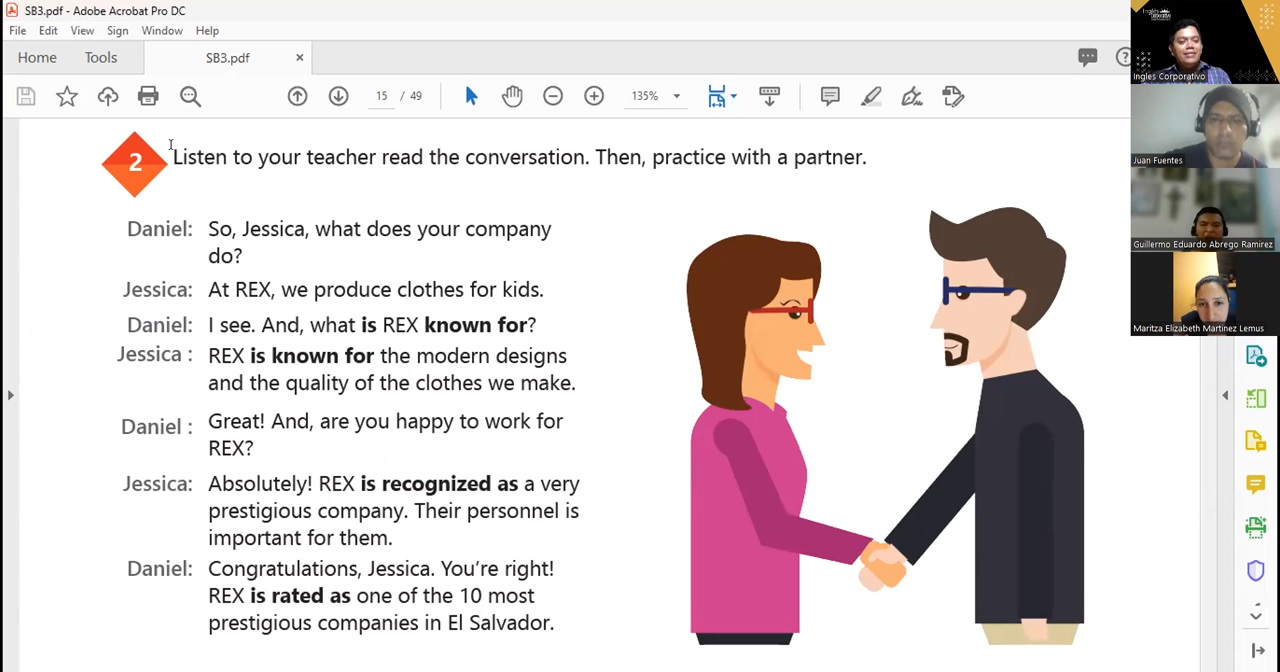 SB3.pdf - Adobe Acrobat Pro DC
File Edit View Sign Window Help
Home Tools SB3.pdf ×
15 / 49 135%
2 Listen to your teacher read the conversation. Then, practice with a partner.
Daniel: So, Jessica, what does your company
do?
Jessica: At REX, we produce clothes for kids.
Daniel: I see. And, what is REX known for?
Jessica : REX is known for the modern designs
and the quality of the clothes we make.
Daniel : Great! And, are you happy to work for
REX?
Jessica: Absolutely! REX is recognized as a very
prestigious company. Their personnel is
important for them.
Daniel: Congratulations, Jessica. You’re right!
REX is rated as one of the 10 most
prestigious companies in El Salvador.
Ingles Corporativo
Juan Fuentes
Guillermo Eduardo Abrego Ramirez
Maritza Elizabeth Martinez Lemus